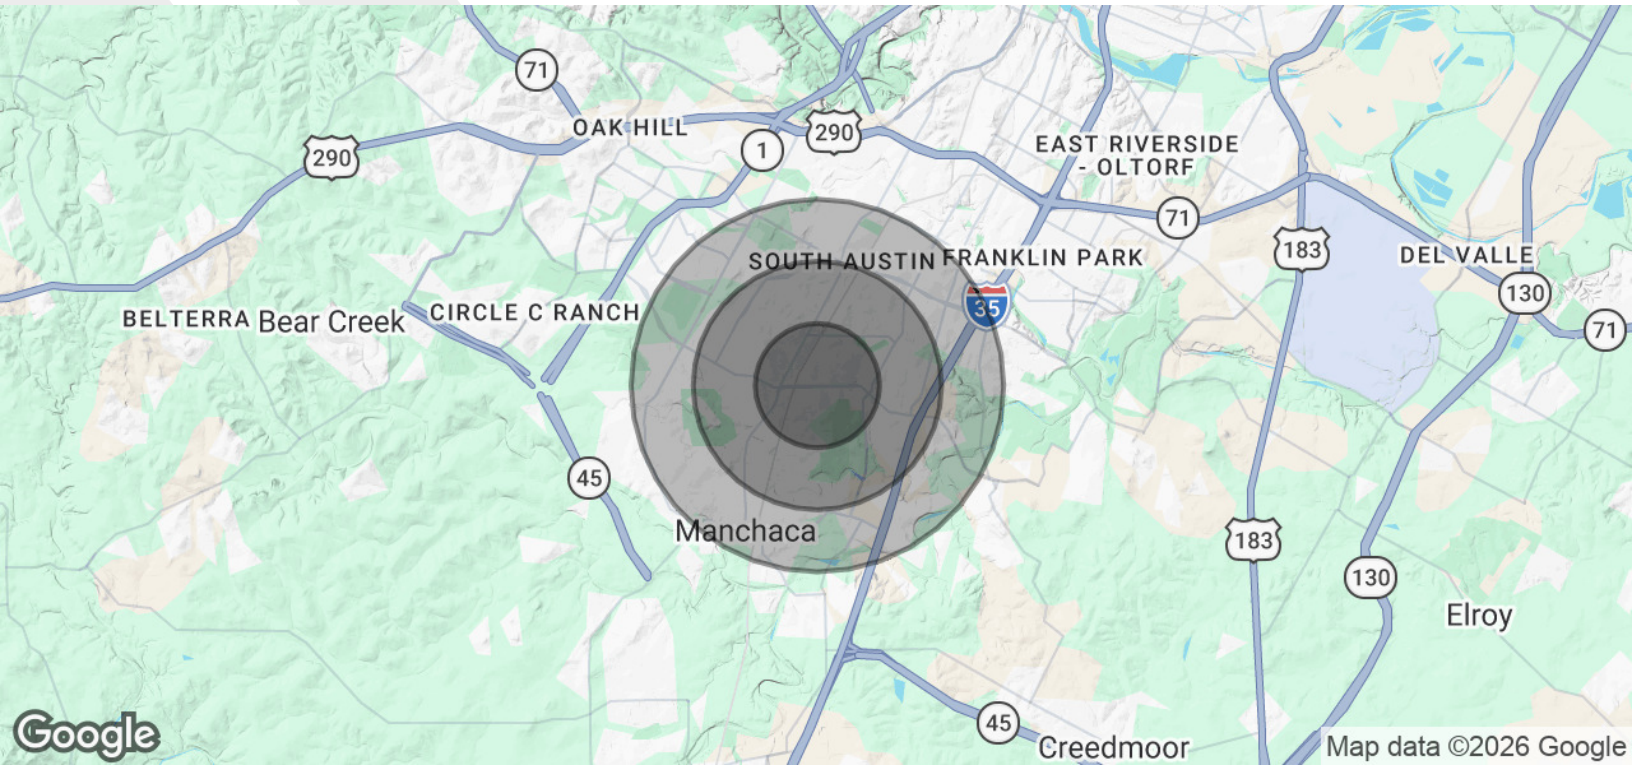 71
OAK HILL
290
1
290
EAST RIVERSIDE
- OLTORF
71
183
SOUTH AUSTIN
FRANKLIN PARK
DEL VALLE
130
35
BELTERRA
Bear Creek
CIRCLE C RANCH
71
45
Manchaca
183
130
Elroy
45
Creedmoor
Google
Map data ©2026 Google